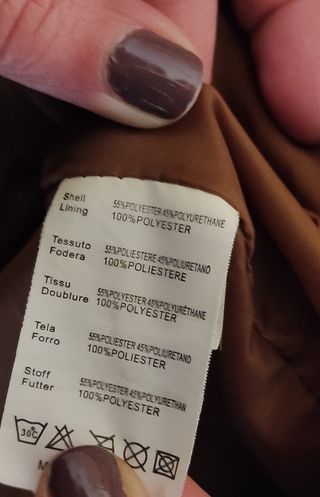 Shell 55%POLYESTER 45%POLYURETHANE
Lining 100%POLYESTER
Tessuto 55%POLIESTERE 45%POLIURETANO
Fodera 100%POLIESTERE
Tissu 55%POLYESTER 45%POLYURÉTHANE
Doublure 100%POLYESTER
Tela 55%POLIESTER 45%POLIURETANO
Forro 100%POLIESTER
Stoff 55%POLYESTER 45%POLYURETHAN
Futter 100%POLYESTER
30°C